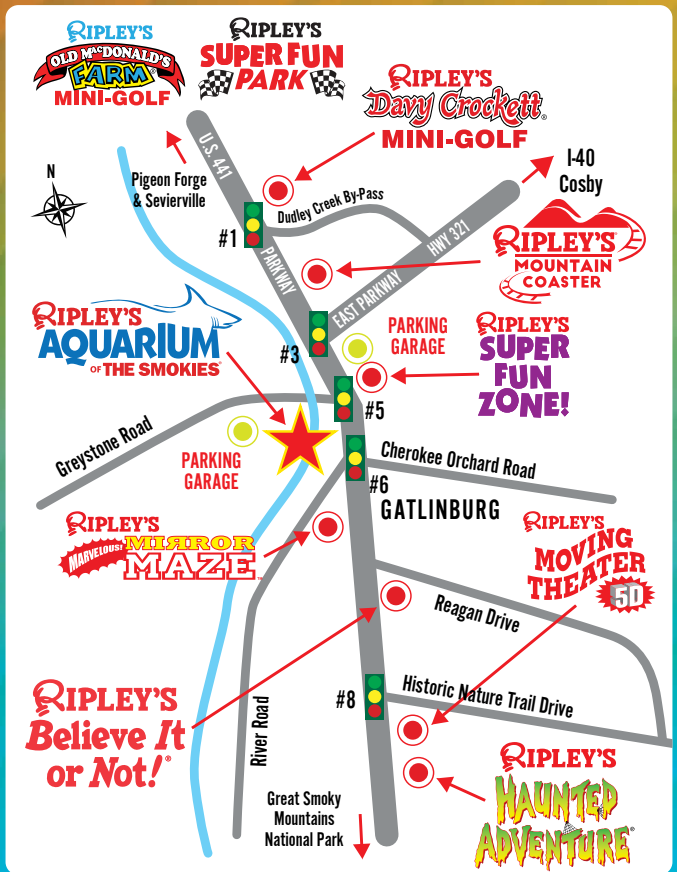 RIPLEY'S
OLD MACDONALD'S
FARM
MINI-GOLF
RIPLEY'S
SUPER FUN
PARK
RIPLEY'S
Davy Crockett®
MINI-GOLF
U.S. 441
Pigeon Forge
& Sevierville
I-40
Cosby
N
Dudley Creek By-Pass
#1
HWY 321
PARKWAY
RIPLEY'S®
MOUNTAIN
COASTER
EAST PARKWAY
RIPLEY'S
AQUARIUM
OF THE SMOKIES®
#3
PARKING
GARAGE
RIPLEY'S
SUPER
FUN
ZONE!
#5
Greystone Road
PARKING
GARAGE
Cherokee Orchard Road
#6
GATLINBURG
RIPLEY'S
MARVELOUS!
MIRROR
MAZE
RIPLEY'S
MOVING
THEATER
5D
Reagan Drive
RIPLEY'S
Believe It
or Not!®
#8
Historic Nature Trail Drive
River Road
RIPLEY'S
HAUNTED
ADVENTURE®
Great Smoky
Mountains
National Park